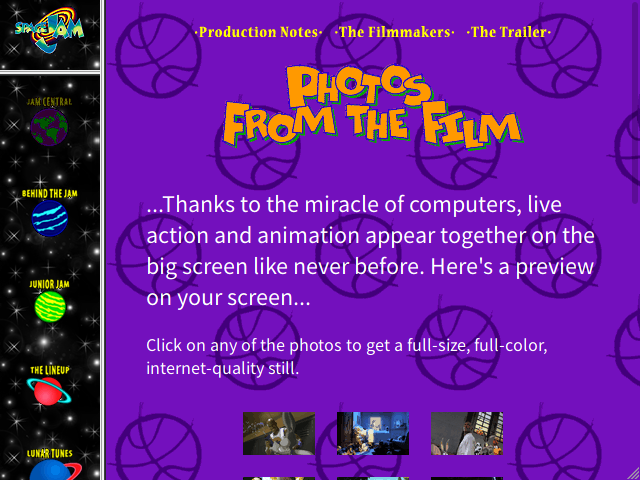 SPACE JAM
·Production Notes· ·The Filmmakers· ·The Trailer·
PHOTOS
FROM THE FILM
JAM CENTRAL
BEHIND THE JAM
JUNIOR JAM
THE LINEUP
LUNAR TUNES
...Thanks to the miracle of computers, live
action and animation appear together on the
big screen like never before. Here's a preview
on your screen...
Click on any of the photos to get a full-size, full-color,
internet-quality still.